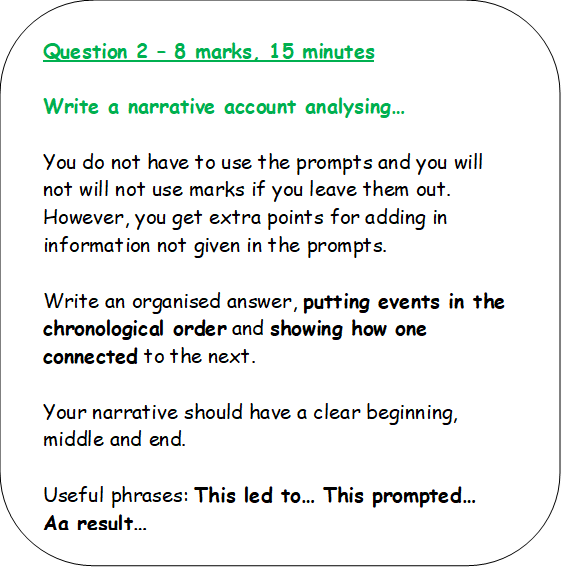 Question 2 – 8 marks, 15 minutes
Write a narrative account analysing…
You do not have to use the prompts and you will
not will not use marks if you leave them out.
However, you get extra points for adding in
information not given in the prompts.
Write an organised answer, putting events in the
chronological order and showing how one
connected to the next.
Your narrative should have a clear beginning,
middle and end.
Useful phrases: This led to… This prompted…
Aa result…